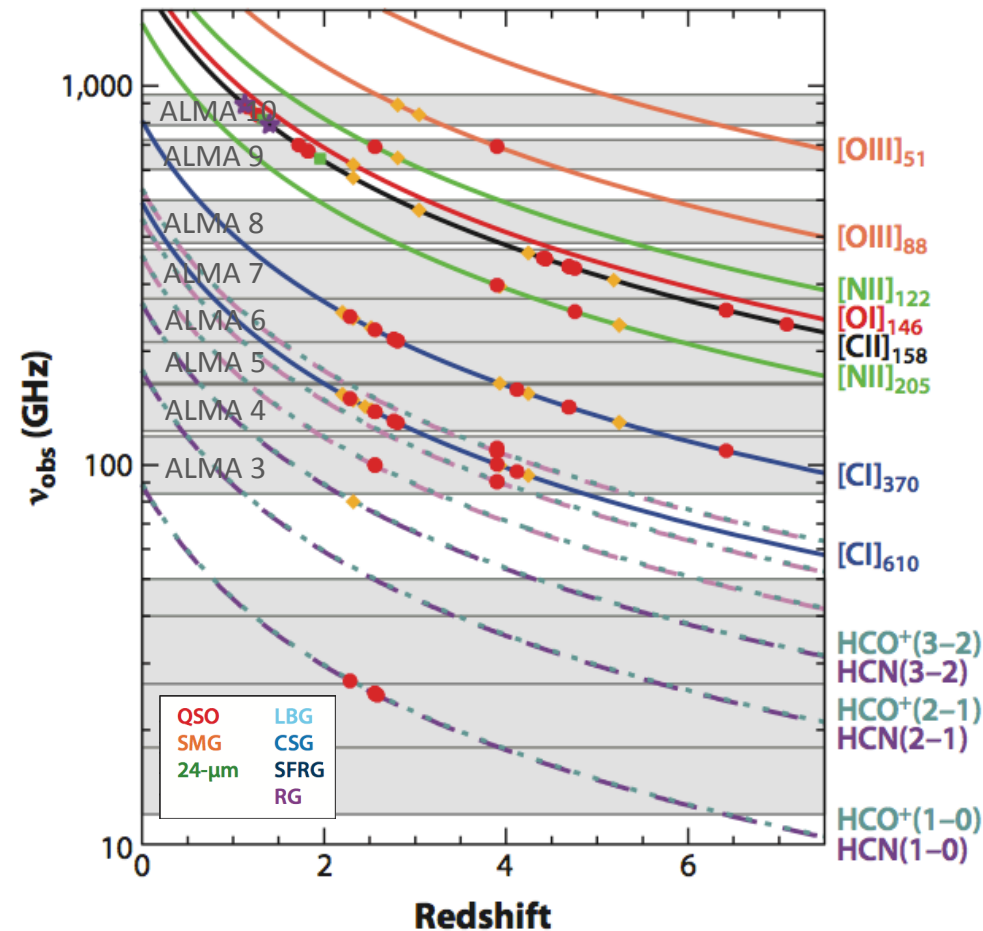 1,000
100
10
ν_obs (GHz)
ALMA 10
ALMA 9
ALMA 8
ALMA 7
ALMA 6
ALMA 5
ALMA 4
ALMA 3
[OIII]51
[OIII]88
[NII]122
[OI]146
[CII]158
[NII]205
[CI]370
[CI]610
HCO+(3–2)
HCN(3–2)
HCO+(2–1)
HCN(2–1)
HCO+(1–0)
HCN(1–0)
QSO LBG
SMG CSG
24-μm SFRG
RG
0 2 4 6
Redshift